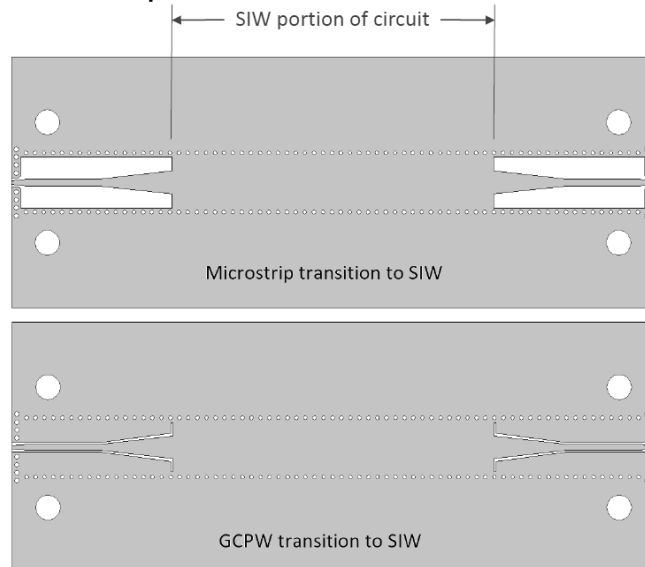 SIW portion of circuit
Microstrip transition to SIW
GCPW transition to SIW